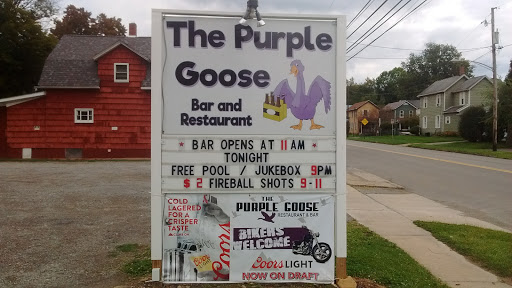 The Purple
Goose
Bar and
Restaurant
BAR OPENS AT 11 AM
TONIGHT
FREE POOL / JUKEBOX 9PM
$ 2 FIREBALL SHOTS 9-11
COLD
LAGERED
FOR A
CRISPER
TASTE
Coors
THE
PURPLE GOOSE
RESTAURANT & BAR
BIKERS
WELCOME
Coors LIGHT
NOW ON DRAFT